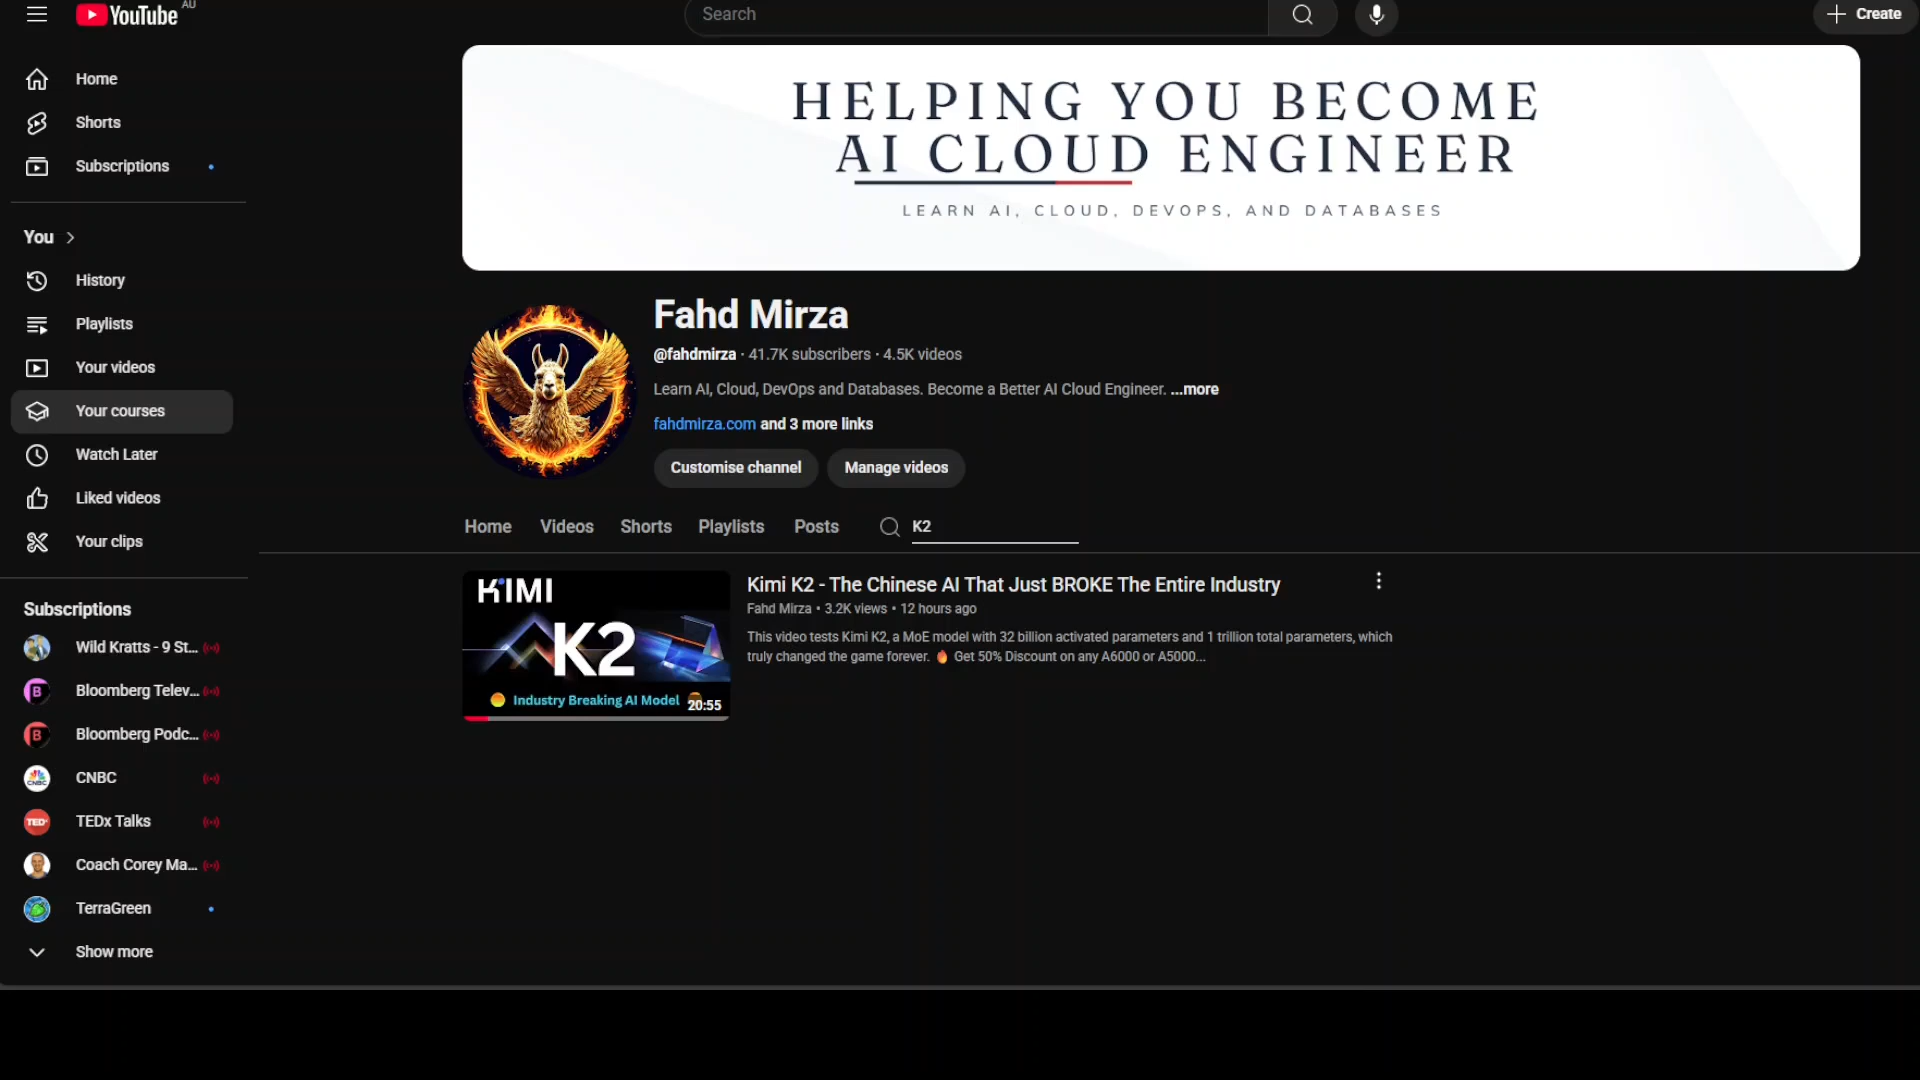 YouTube AU
Search
Create
Home
Shorts
Subscriptions
You
History
Playlists
Your videos
Your courses
Watch Later
Liked videos
Your clips
Subscriptions
Wild Kratts - 9 St...
Bloomberg Telev...
Bloomberg Podc...
CNBC
TEDx Talks
Coach Corey Ma...
TerraGreen
Show more
HELPING YOU BECOME
AI CLOUD ENGINEER
LEARN AI, CLOUD, DEVOPS, AND DATABASES
Fahd Mirza
@fahdmirza · 41.7K subscribers · 4.5K videos
Learn AI, Cloud, DevOps and Databases. Become a Better AI Cloud Engineer. ...more
fahdmirza.com and 3 more links
Customise channel
Manage videos
Home
Videos
Shorts
Playlists
Posts
K2
KIMI
K2
Industry Breaking AI Model
20:55
Kimi K2 - The Chinese AI That Just BROKE The Entire Industry
Fahd Mirza • 3.2K views • 12 hours ago
This video tests Kimi K2, a MoE model with 32 billion activated parameters and 1 trillion total parameters, which
truly changed the game forever. 🔥 Get 50% Discount on any A6000 or A5000...